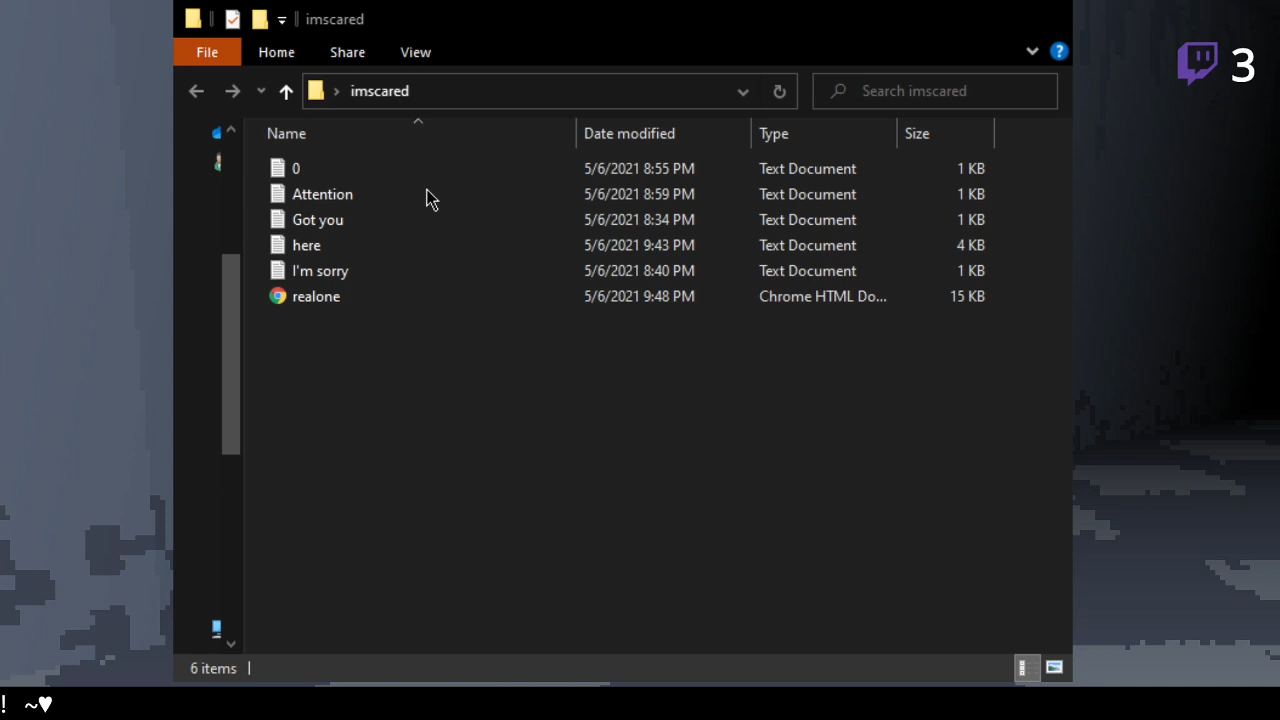 imscared
File Home Share View
imscared Search imscared
Name Date modified Type Size
0 5/6/2021 8:55 PM Text Document 1 KB
Attention 5/6/2021 8:59 PM Text Document 1 KB
Got you 5/6/2021 8:34 PM Text Document 1 KB
here 5/6/2021 9:43 PM Text Document 4 KB
I'm sorry 5/6/2021 8:40 PM Text Document 1 KB
realone 5/6/2021 9:48 PM Chrome HTML Do... 15 KB
6 items
3
! ~♥